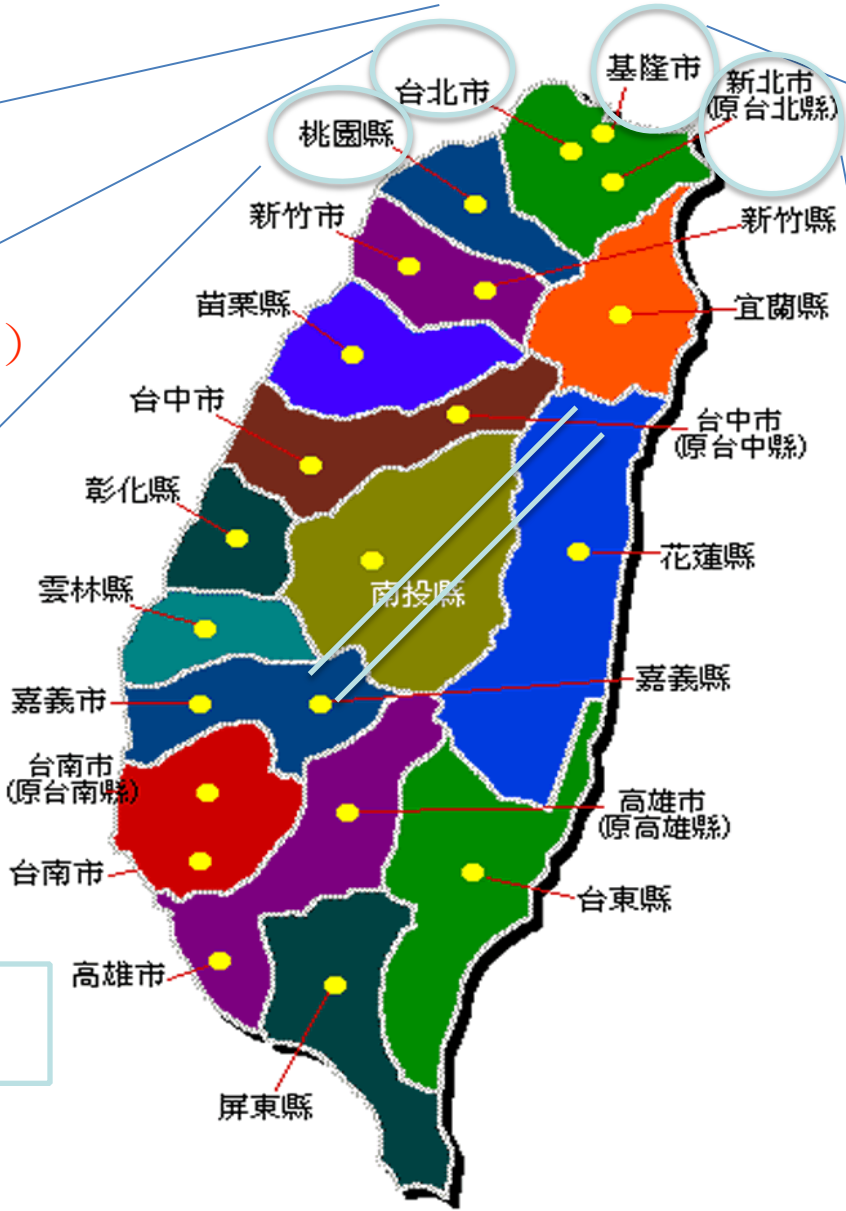 基隆市
新北市
(原台北縣)
台北市
桃園縣
新竹市
新竹縣
苗栗縣
宜蘭縣
)
台中市
台中市
(原台中縣)
彰化縣
花蓮縣
雲林縣
南投縣
嘉義市
嘉義縣
台南市
(原台南縣)
高雄市
(原高雄縣)
台南市
台東縣
高雄市
屏東縣